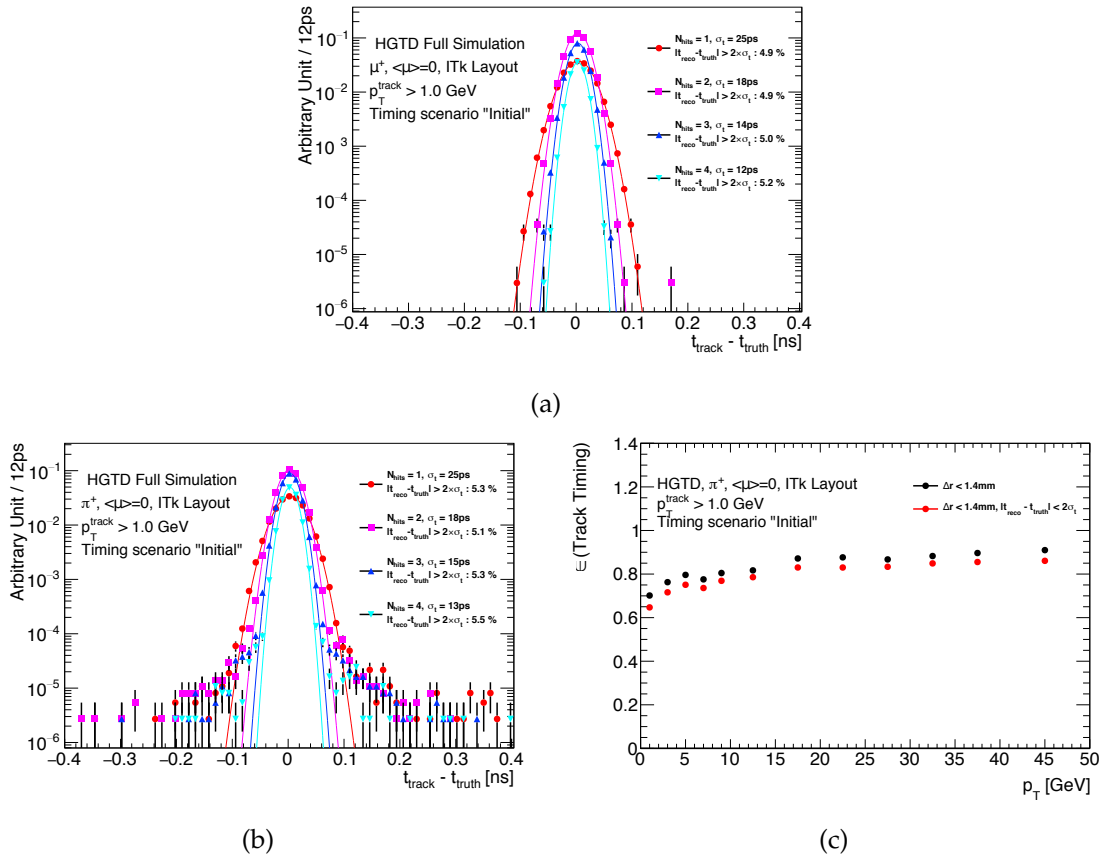 Arbitrary Unit / 12ps
HGTD Full Simulation
μ⁺, <μ>=0, ITk Layout
p_T^track > 1.0 GeV
Timing scenario "Initial"
N_hits = 1, σ_t = 25ps
|t_reco-t_truth| > 2×σ_t : 4.9 %
N_hits = 2, σ_t = 18ps
|t_reco-t_truth| > 2×σ_t : 4.9 %
N_hits = 3, σ_t = 14ps
|t_reco-t_truth| > 2×σ_t : 5.0 %
N_hits = 4, σ_t = 12ps
|t_reco-t_truth| > 2×σ_t : 5.2 %
10⁻¹
10⁻²
10⁻³
10⁻⁴
10⁻⁵
10⁻⁶
−0.4 −0.3 −0.2 −0.1 0 0.1 0.2 0.3 0.4
t_track - t_truth [ns]
(a)
Arbitrary Unit / 12ps
HGTD Full Simulation
π⁺, <μ>=0, ITk Layout
p_T^track > 1.0 GeV
Timing scenario "Initial"
N_hits = 1, σ_t = 25ps
|t_reco-t_truth| > 2×σ_t : 5.3 %
N_hits = 2, σ_t = 18ps
|t_reco-t_truth| > 2×σ_t : 5.1 %
N_hits = 3, σ_t = 15ps
|t_reco-t_truth| > 2×σ_t : 5.3 %
N_hits = 4, σ_t = 13ps
|t_reco-t_truth| > 2×σ_t : 5.5 %
10⁻¹
10⁻²
10⁻³
10⁻⁴
10⁻⁵
10⁻⁶
−0.4 −0.3 −0.2 −0.1 0 0.1 0.2 0.3 0.4
t_track - t_truth [ns]
(b)
∈ (Track Timing)
HGTD, π⁺, <μ>=0, ITk Layout
p_T^track > 1.0 GeV
Timing scenario "Initial"
Δr < 1.4mm
Δr < 1.4mm, |t_reco - t_truth| < 2σ_t
1.4
1.2
1
0.8
0.6
0.4
0.2
0
0 5 10 15 20 25 30 35 40 45 50
p_T [GeV]
(c)